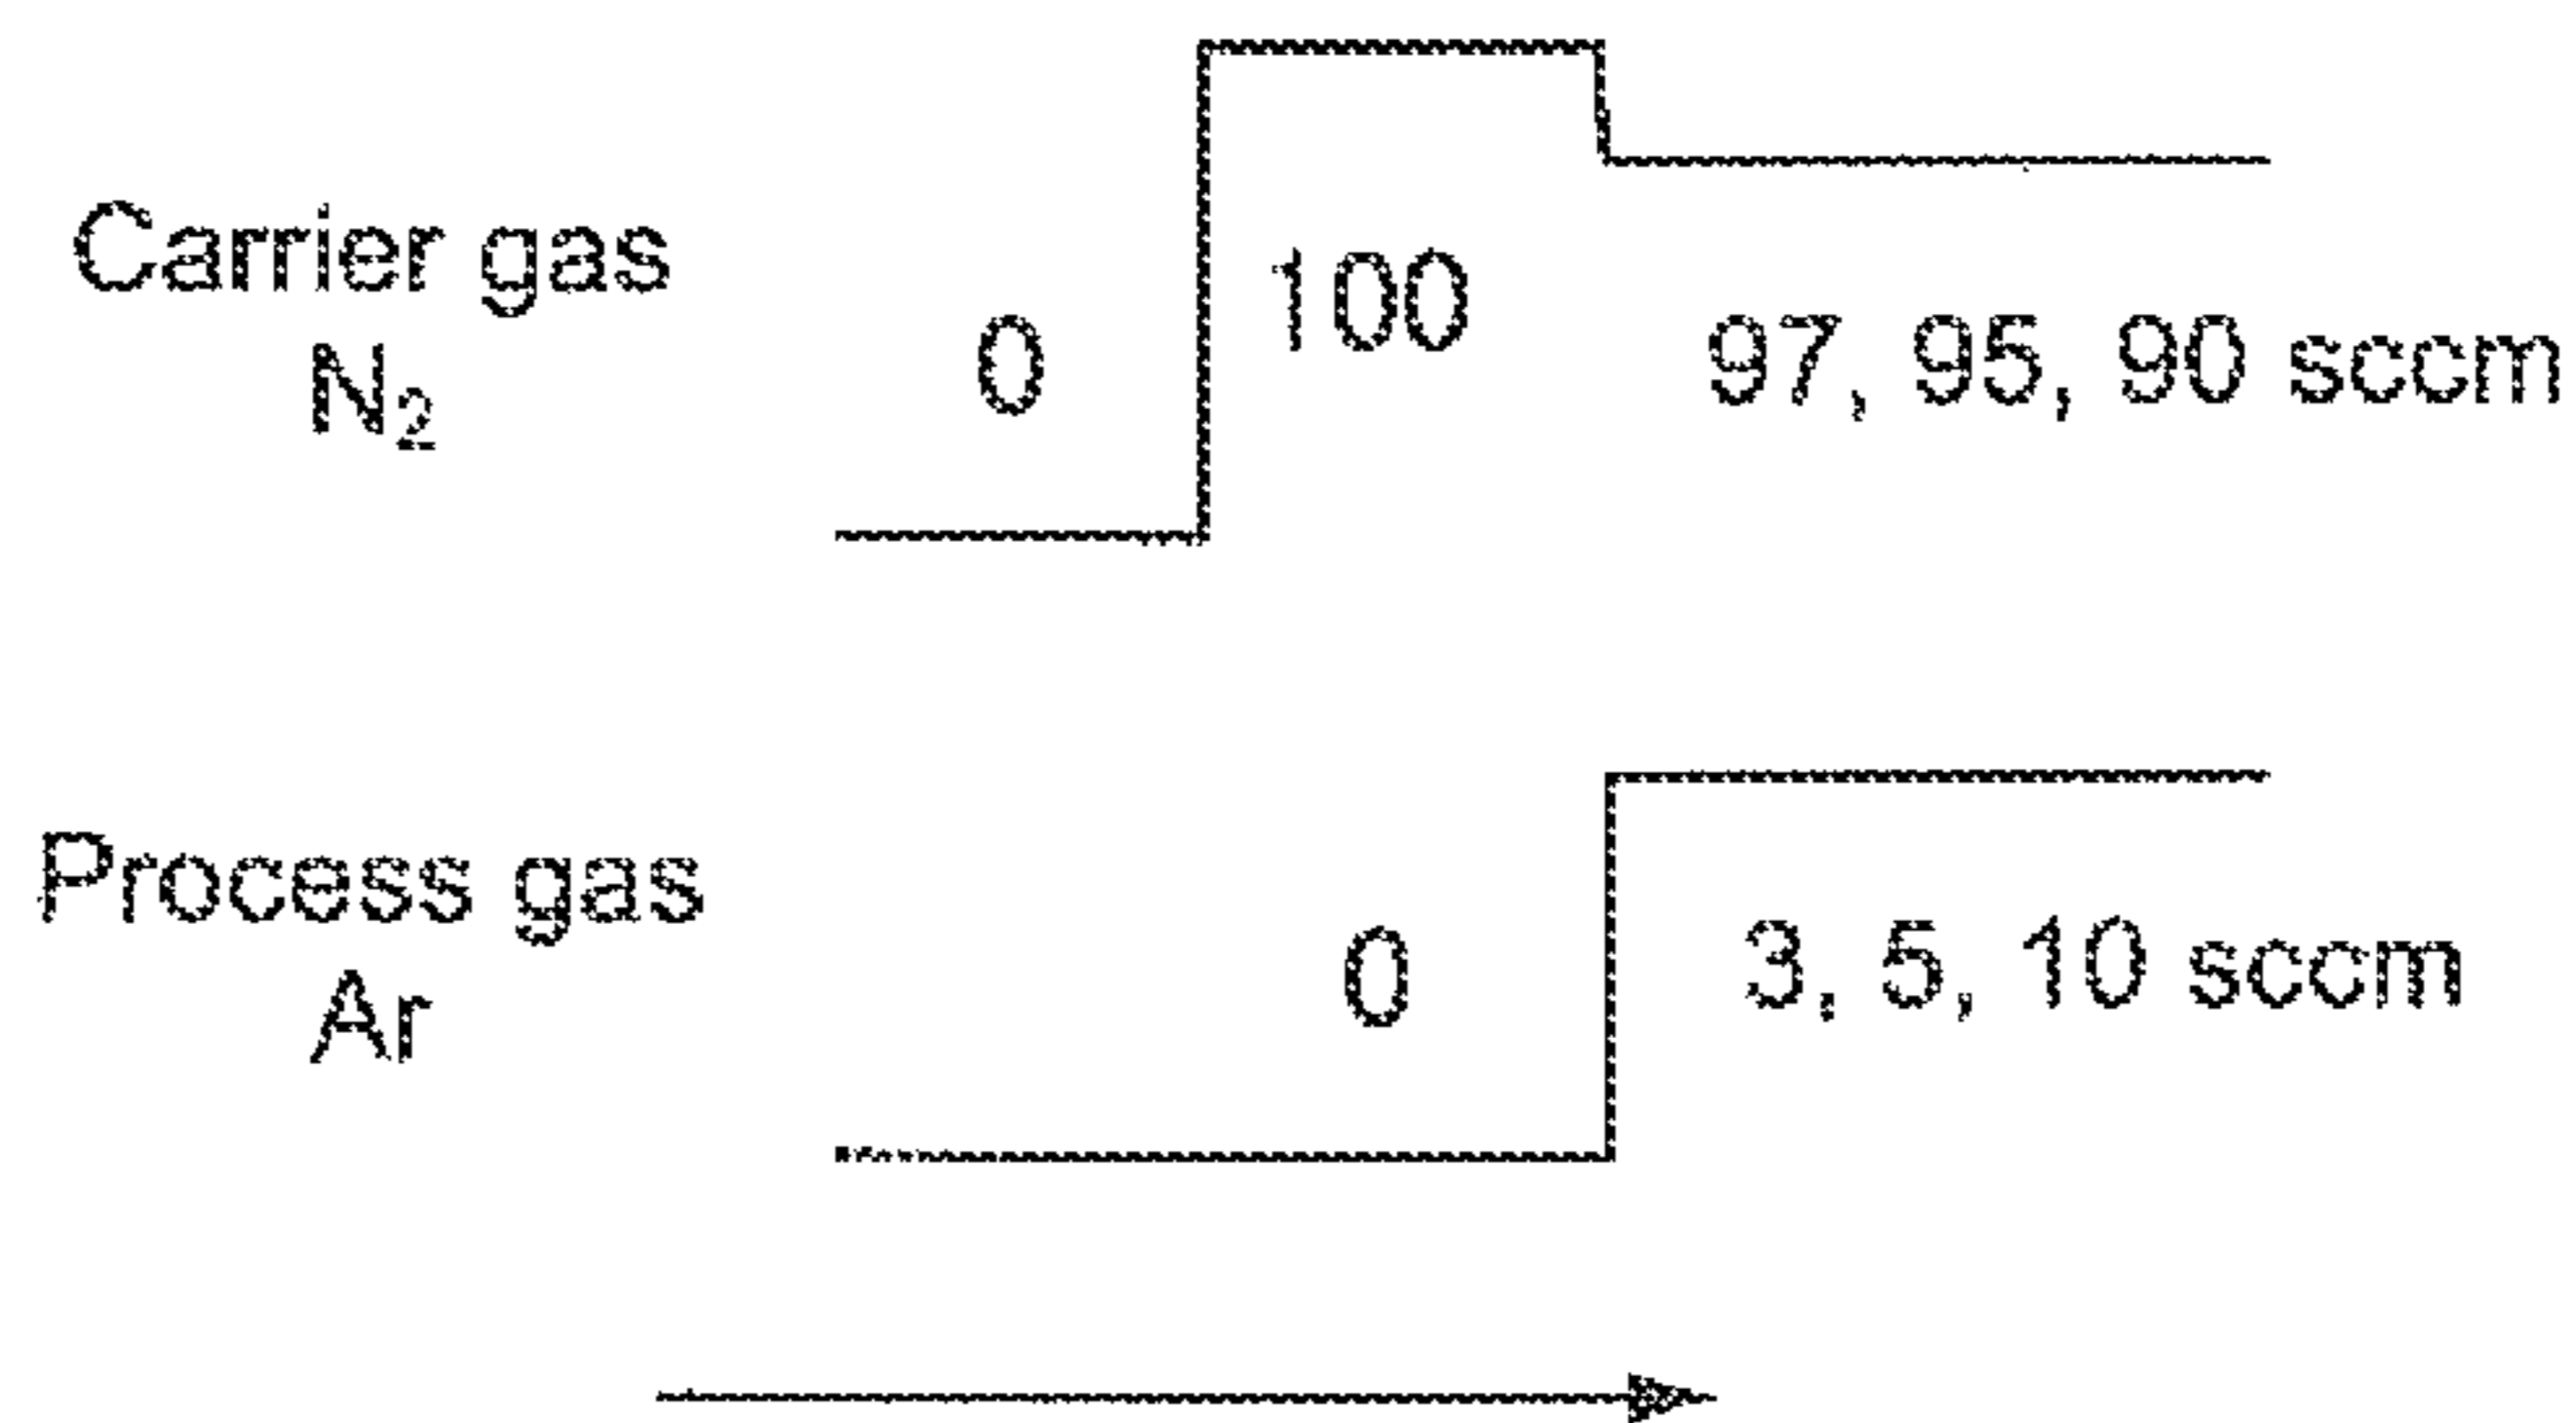 Carrier gas
N₂
0
100
97, 95, 90 sccm
Process gas
Ar
0
3, 5, 10 sccm